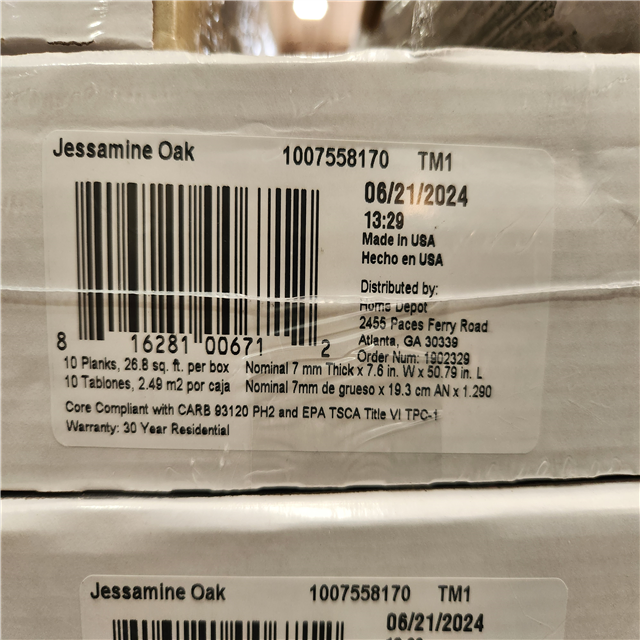 Jessamine Oak 1007558170 TM1
06/21/2024
13:29
Made in USA
Hecho en USA
Distributed by:
Home Depot
2455 Paces Ferry Road
Atlanta, GA 30339
Order Num: 1902329
8 16281 00671 2
10 Planks, 26.8 sq. ft. per box Nominal 7 mm Thick x 7.6 in. W x 50.79 in. L
10 Tablones, 2.49 m2 por caja Nominal 7mm de grueso x 19.3 cm AN x 1.290
Core Compliant with CARB 93120 PH2 and EPA TSCA Title VI TPC-1
Warranty: 30 Year Residential
Jessamine Oak 1007558170 TM1
06/21/2024